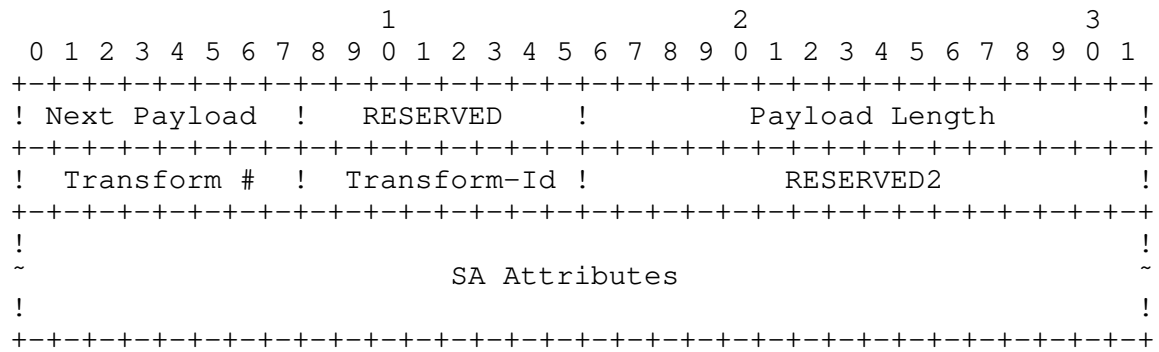 1                   2                   3
 0 1 2 3 4 5 6 7 8 9 0 1 2 3 4 5 6 7 8 9 0 1 2 3 4 5 6 7 8 9 0 1
+-+-+-+-+-+-+-+-+-+-+-+-+-+-+-+-+-+-+-+-+-+-+-+-+-+-+-+-+-+-+-+-+
! Next Payload  !   RESERVED    !         Payload Length        !
+-+-+-+-+-+-+-+-+-+-+-+-+-+-+-+-+-+-+-+-+-+-+-+-+-+-+-+-+-+-+-+-+
!  Transform #  !  Transform-Id !           RESERVED2           !
+-+-+-+-+-+-+-+-+-+-+-+-+-+-+-+-+-+-+-+-+-+-+-+-+-+-+-+-+-+-+-+-+
!                                                               !
~                        SA Attributes                          ~
!                                                               !
+-+-+-+-+-+-+-+-+-+-+-+-+-+-+-+-+-+-+-+-+-+-+-+-+-+-+-+-+-+-+-+-+